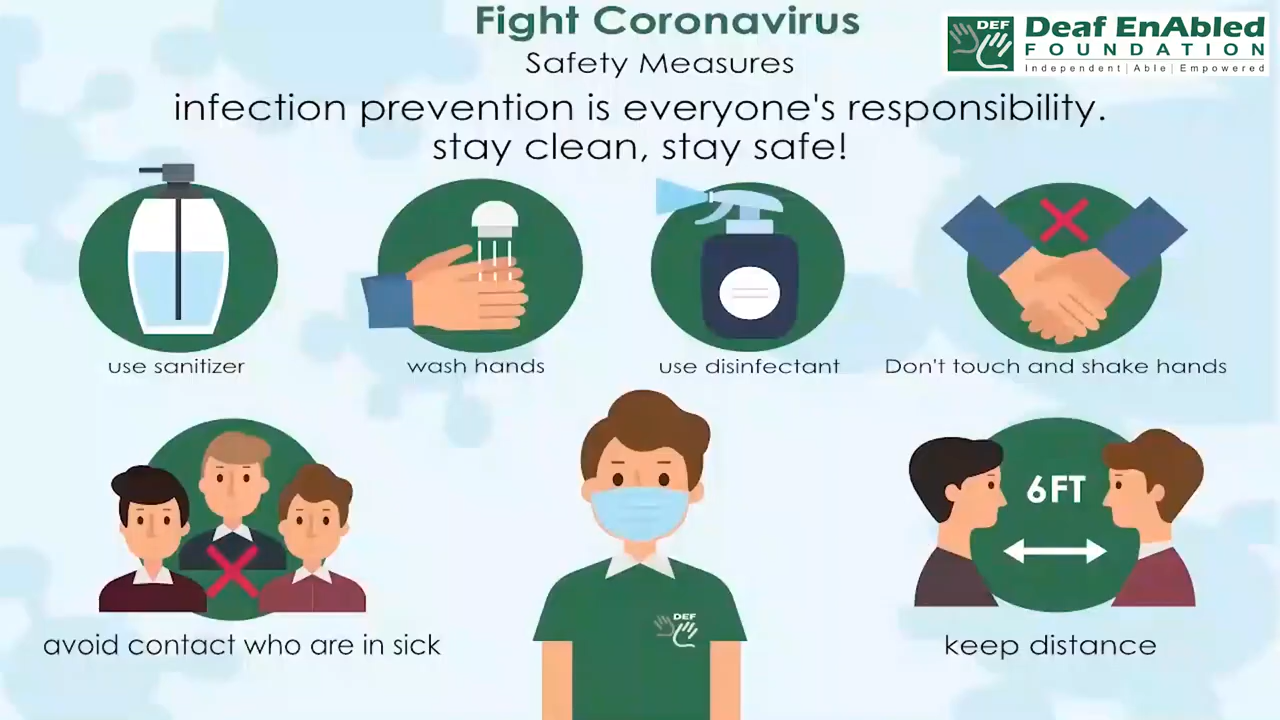 Fight Coronavirus
Safety Measures
DEF
Deaf EnAbled
FOUNDATION
Independent | Able | Empowered
infection prevention is everyone's responsibility.
stay clean, stay safe!
use sanitizer
wash hands
use disinfectant
Don't touch and shake hands
6FT
DEF
avoid contact who are in sick
keep distance